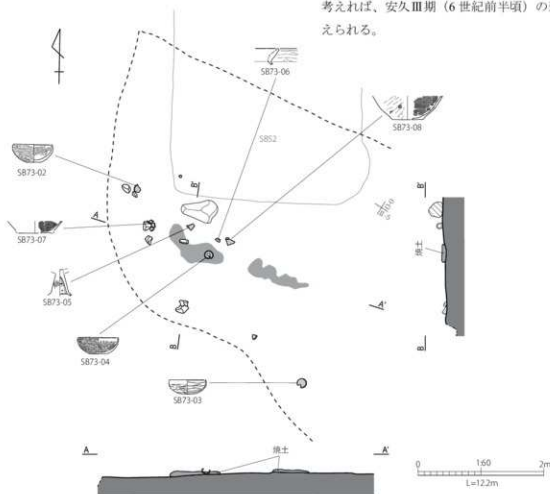 考えれば、安久Ⅲ期（6世紀前半頃）の
えられる。
SB73-06
SB73-08
SB52
SB73-02
B
B'
A
SB73-07
焼土
SB73-05
A'
B
B
SB73-04
SB73-03
焼土
A
A'
0
1:60
2m
L=12.2m